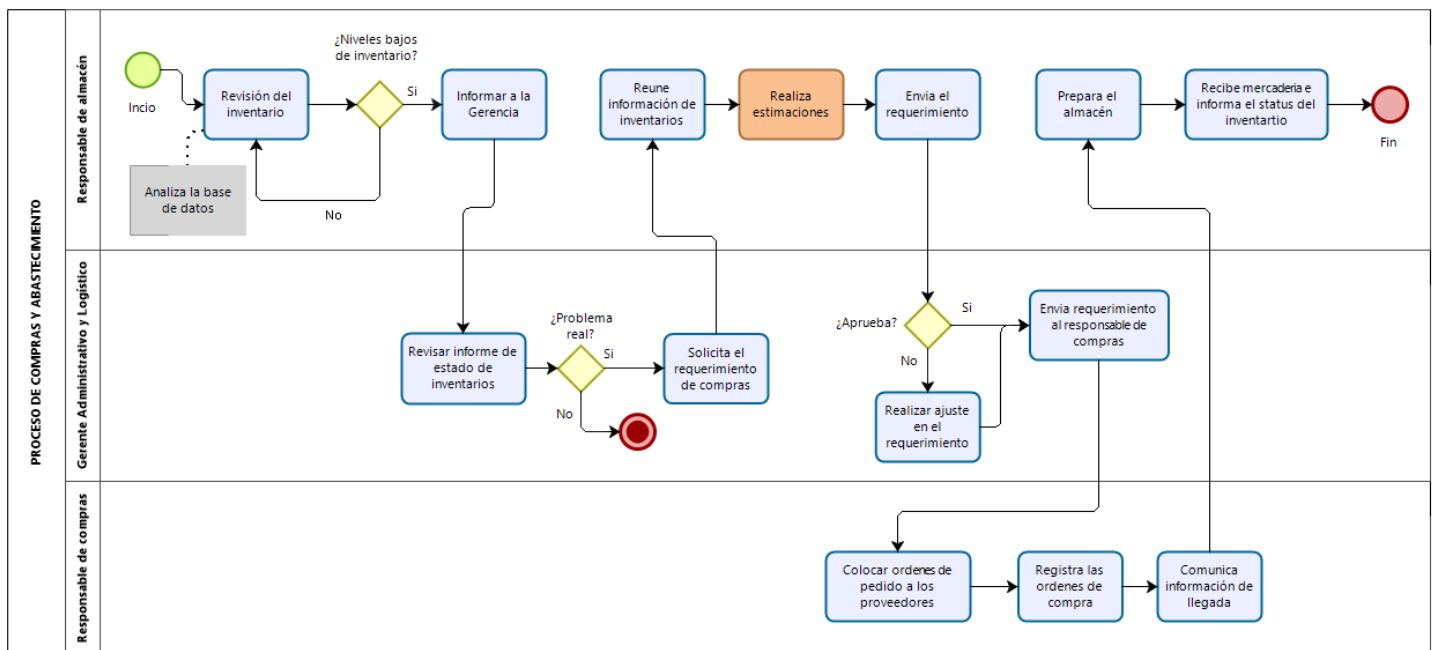 PROCESO DE COMPRAS Y ABASTECIMIENTO
Responsable de almacén
Incio
Revisión del
inventario
Analiza la base
de datos
¿Niveles bajos
de inventario?
Si
No
Informar a la
Gerencia
Reune
información de
inventarios
Realiza
estimaciones
Envia el
requerimiento
Prepara el
almacén
Recibe mercaderia e
informa el status del
inventartio
Fin
Gerente Administrativo y Logístico
Revisar informe de
estado de
inventarios
¿Problema
real?
Si
No
Solicita el
requerimiento
de compras
¿Aprueba?
Si
No
Realizar ajuste
en el
requerimiento
Envia requerimiento
al responsable de
compras
Responsable de compras
Colocar ordenes de
pedido a los
proveedores
Registra las
ordenes de
compra
Comunica
información de
llegada